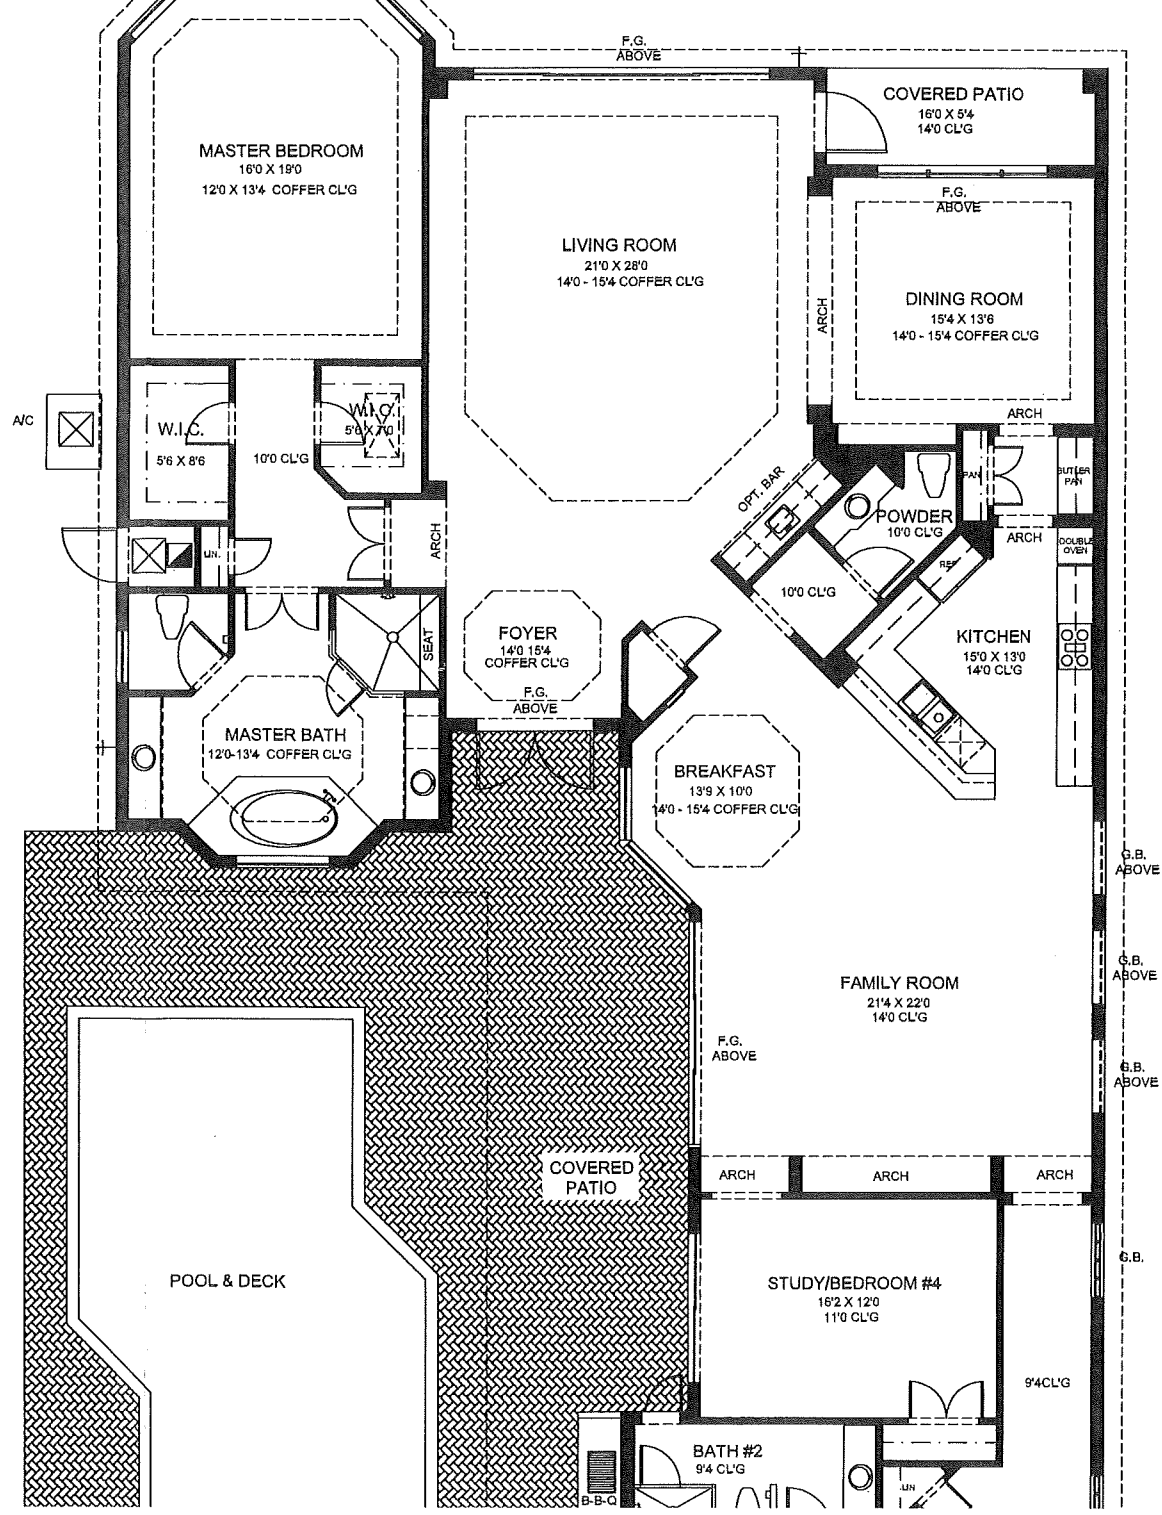 F.G.
ABOVE
COVERED PATIO
16'0 X 5'4
14'0 CL'G
MASTER BEDROOM
16'0 X 19'0
12'0 X 13'4 COFFER CL'G
F.G.
ABOVE
LIVING ROOM
21'0 X 28'0
14'0 - 15'4 COFFER CL'G
DINING ROOM
15'4 X 13'6
14'0 - 15'4 COFFER CL'G
ARCH
ARCH
A/C
W.I.C.
5'6 X 8'6
W.I.C.
5'6 X 7'0
10'0 CL'G
OPT. BAR
PAN
BUTLER
PAN
POWDER
10'0 CL'G
ARCH
DOUBLE
OVEN
ARCH
LIN.
REF
10'0 CL'G
SEAT
FOYER
14'0 15'4
COFFER CL'G
F.G.
ABOVE
KITCHEN
15'0 X 13'0
14'0 CL'G
MASTER BATH
12'0-13'4 COFFER CL'G
BREAKFAST
13'9 X 10'0
14'0 - 15'4 COFFER CL'G
G.B.
ABOVE
G.B.
ABOVE
FAMILY ROOM
21'4 X 22'0
14'0 CL'G
F.G.
ABOVE
G.B.
ABOVE
COVERED
PATIO
ARCH
ARCH
ARCH
G.B.
POOL & DECK
STUDY/BEDROOM #4
16'2 X 12'0
11'0 CL'G
9'4CL'G
BATH #2
9'4 CL'G
LIN
B-B-Q